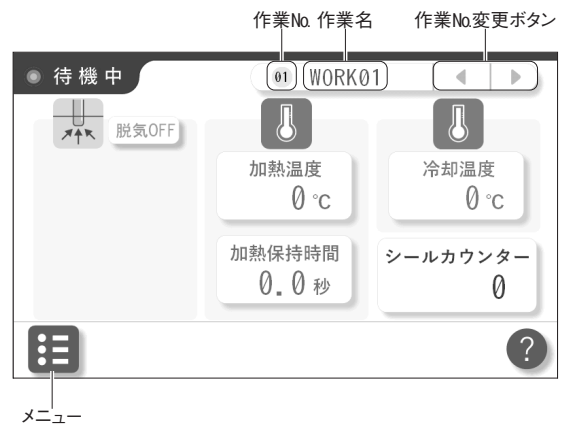 作業No. 作業名 作業No.変更ボタン
待機中 01 WORK01
脱気OFF
加熱温度 冷却温度
0 ℃ 0 ℃
加熱保持時間 シールカウンター
0.0 秒 0
?
メニュー